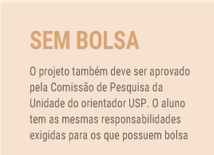 SEM BOLSA
O projeto também deve ser aprovado
pela Comissão de Pesquisa da
Unidade do orientador USP. O aluno
tem as mesmas responsabilidades
exigidas para os que possuem bolsa